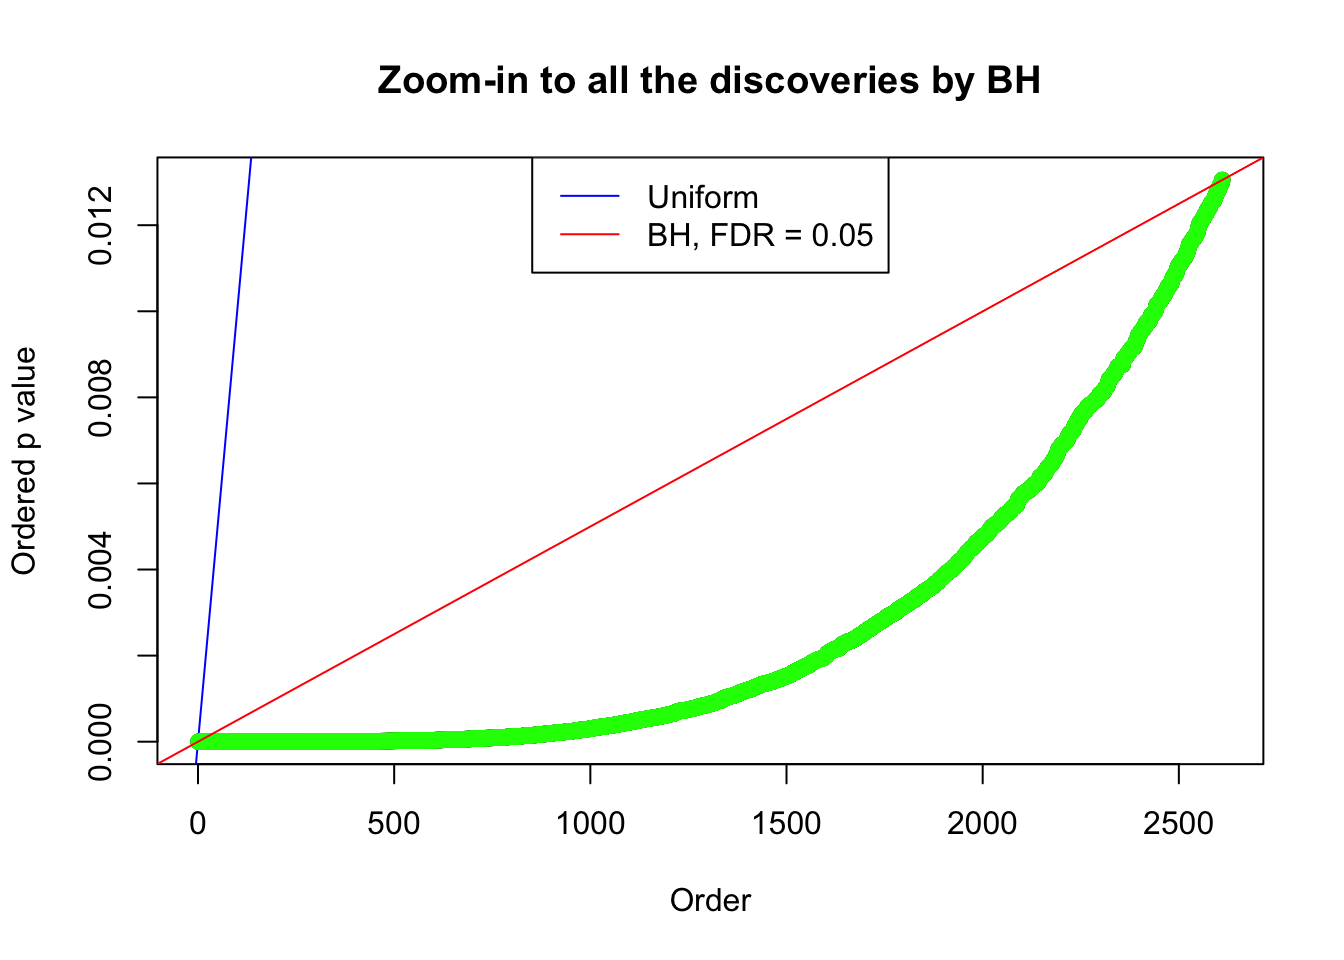 Zoom-in to all the discoveries by BH
Uniform
BH, FDR = 0.05
Ordered p value
0.012
0.008
0.004
0.000
0 500 1000 1500 2000 2500
Order